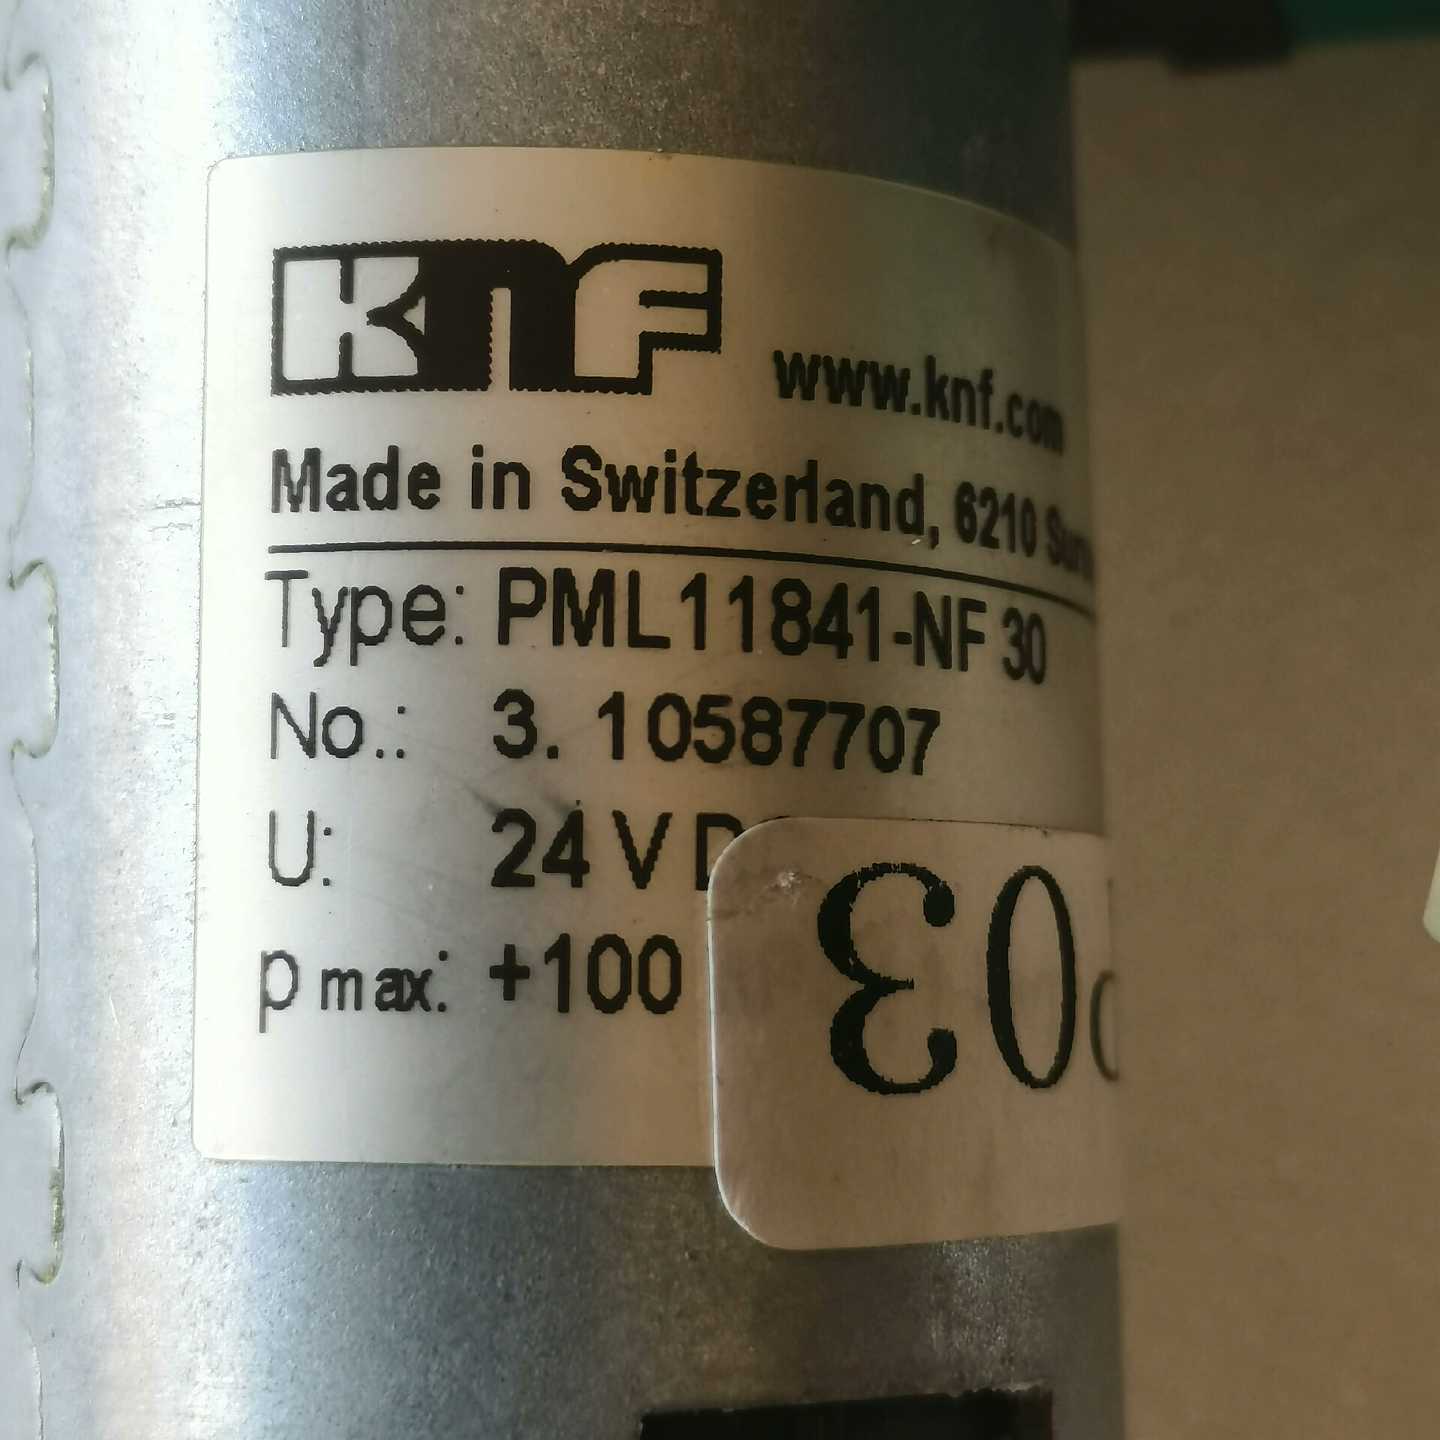 KNF
www.knf.com
Made in Switzerland, 6210
Type: PML11841-NF 30
No.: 3. 10587707
U: 24 V
p max: +100
03